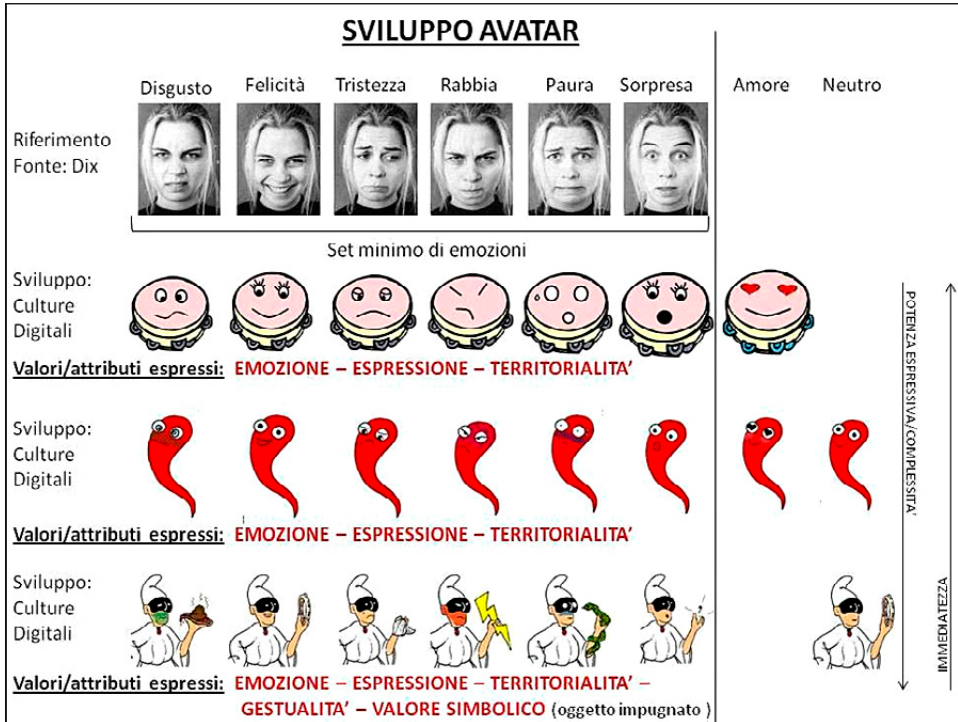 SVILUPPO AVATAR
Disgusto Felicità Tristezza Rabbia Paura Sorpresa Amore Neutro
Riferimento
Fonte: Dix
Set minimo di emozioni
Sviluppo:
Culture
Digitali
Valori/attributi espressi: EMOZIONE – ESPRESSIONE – TERRITORIALITA’
Sviluppo:
Culture
Digitali
Valori/attributi espressi: EMOZIONE – ESPRESSIONE – TERRITORIALITA’
Sviluppo:
Culture
Digitali
Valori/attributi espressi: EMOZIONE – ESPRESSIONE – TERRITORIALITA’ –
GESTUALITA’ – VALORE SIMBOLICO (oggetto impugnato )
POTENZA ESPRESSIVA/COMPLESSITA’
IMMEDIATEZZA